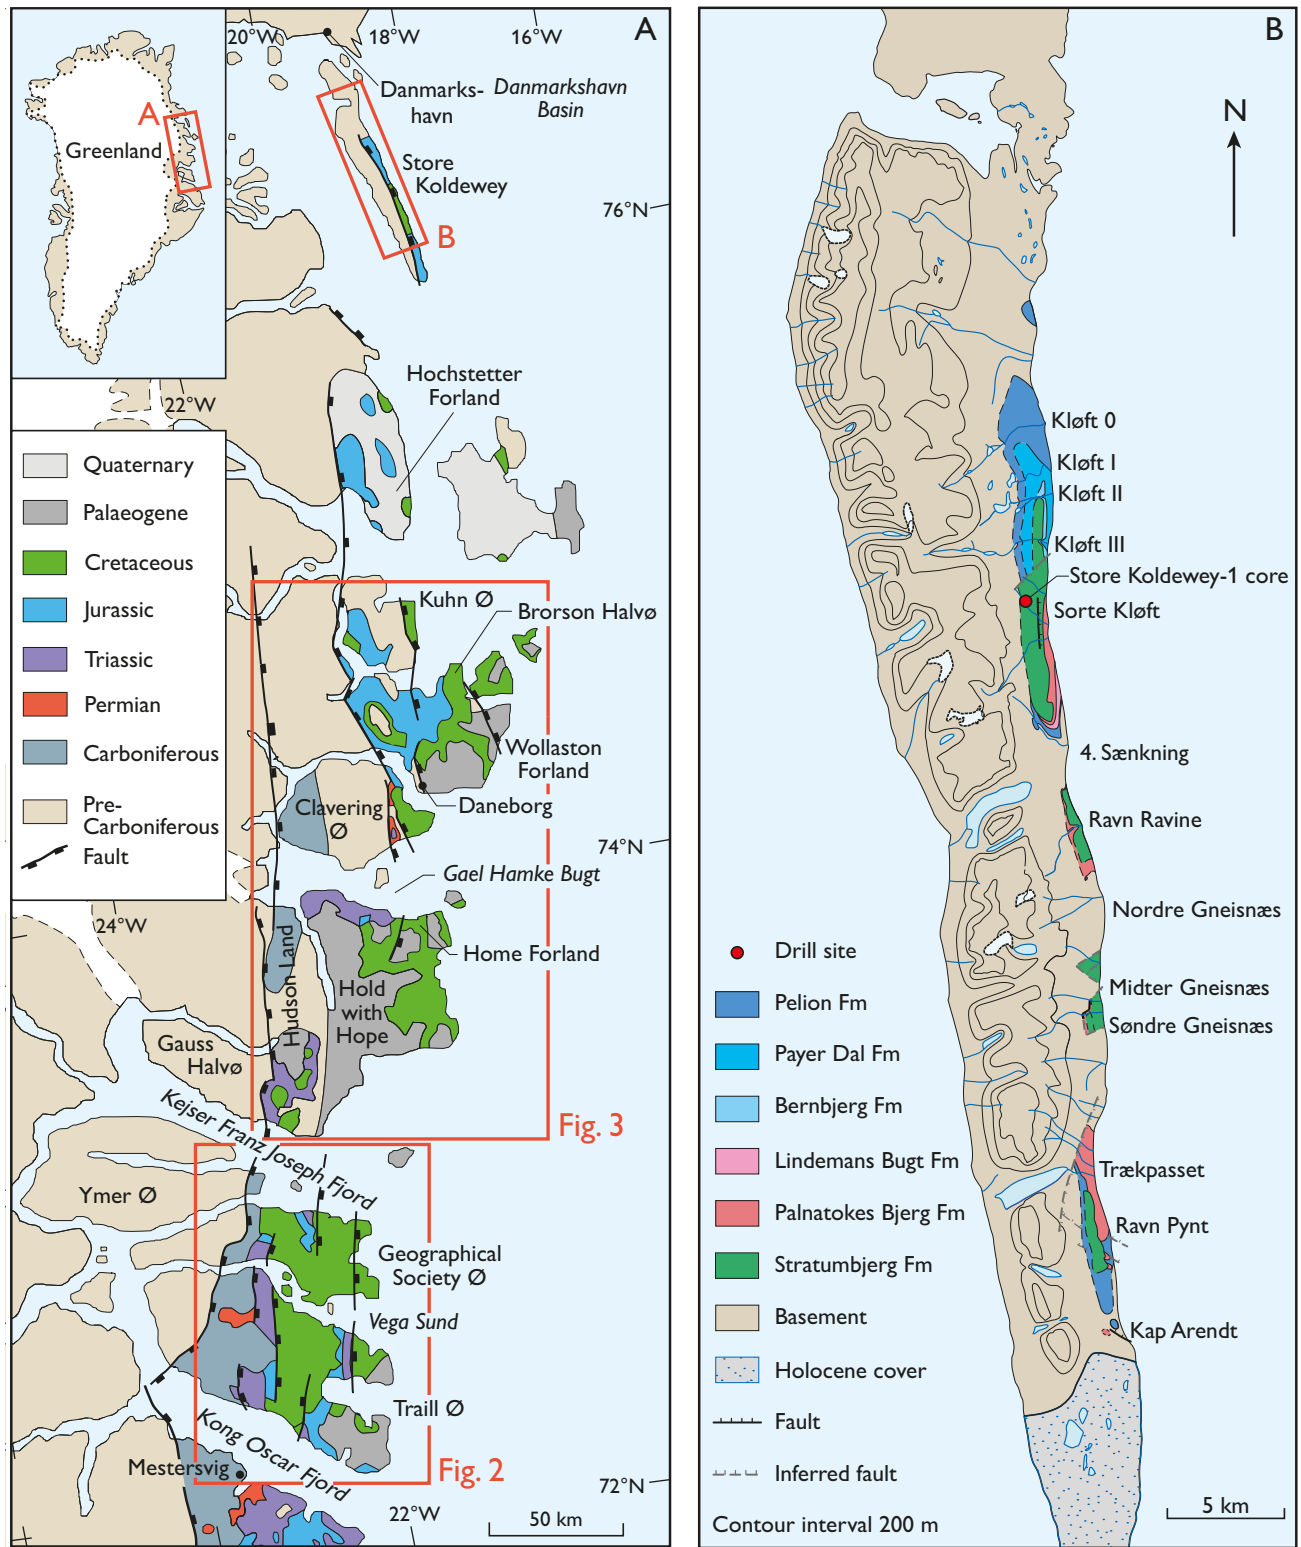 A
20°W
18°W
16°W
Danmarks-
havn
Danmarkshavn
Basin
A
Greenland
Store
Koldewey
76°N
B
Hochstetter
Forland
22°W
Quaternary
Palaeogene
Cretaceous
Jurassic
Triassic
Permian
Carboniferous
Pre-
Carboniferous
Fault
Kuhn Ø
Brorson Halvø
Wollaston
Forland
Clavering
Ø
Daneborg
74°N
Gael Hamke Bugt
24°W
Hudson Land
Home Forland
Hold
with
Hope
Gauss
Halvø
Kejser Franz Joseph Fjord
Fig. 3
Ymer Ø
Geographical
Society Ø
Vega Sund
Traill Ø
Kong Oscar Fjord
Mestersvig
Fig. 2
72°N
22°W
50 km
B
N
Kløft 0
Kløft I
Kløft II
Kløft III
Store Koldewey-1 core
Sorte Kløft
4. Sænkning
Ravn Ravine
Nordre Gneisnæs
Midter Gneisnæs
Søndre Gneisnæs
Trækpasset
Ravn Pynt
Kap Arendt
Drill site
Pelion Fm
Payer Dal Fm
Bernbjerg Fm
Lindemans Bugt Fm
Palnatokes Bjerg Fm
Stratumbjerg Fm
Basement
Holocene cover
Fault
Inferred fault
Contour interval 200 m
5 km